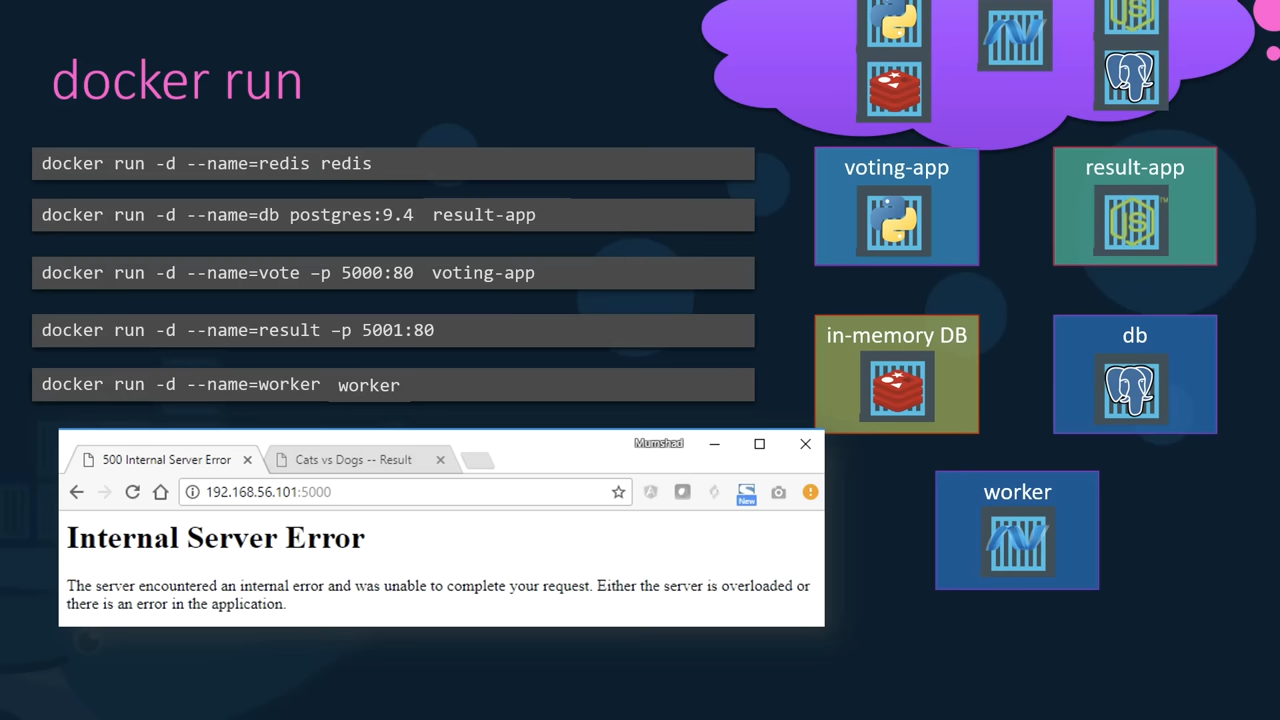 docker run
docker run -d --name=redis redis
docker run -d --name=db postgres:9.4 result-app
docker run -d --name=vote –p 5000:80 voting-app
docker run -d --name=result –p 5001:80
docker run -d --name=worker worker
voting-app
result-app
in-memory DB
db
worker
JS
JS
TM
Mumshad
500 Internal Server Error
Cats vs Dogs -- Result
192.168.56.101:5000
New
Internal Server Error
The server encountered an internal error and was unable to complete your request. Either the server is overloaded or
there is an error in the application.